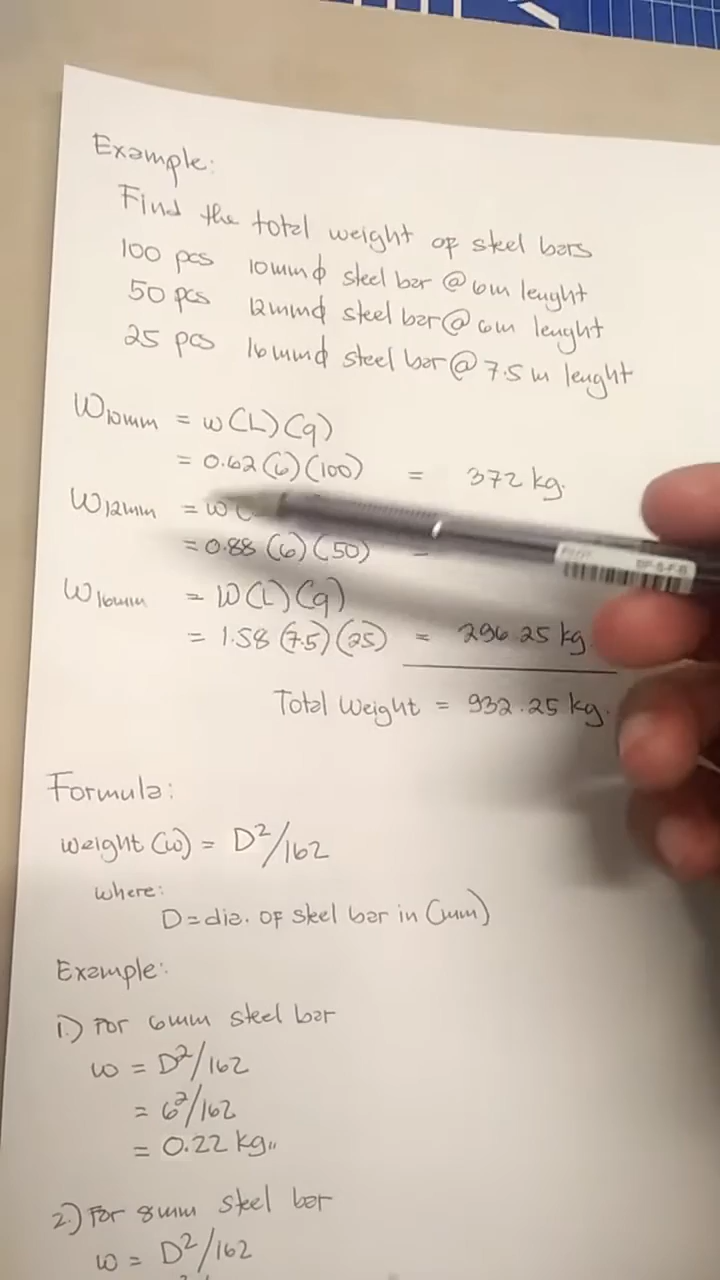 Example:
Find the total weight of steel bars
100 pcs 10mmϕ steel bar @ 6m lenght
50 pcs 12mmϕ steel bar @ 6m lenght
25 pcs 16mmϕ steel bar @ 7.5m lenght
W10mm = w(L)(q)
= 0.62(6)(100) = 372 kg.
W12mm = w(
= 0.88(6)(50) =
W16mm = W(L)(q)
= 1.58(7.5)(25) = 296.25 kg.
Total Weight = 932.25 kg.
Formula:
weight (w) = D²/162
where:
D = dia. of steel bar in (mm)
Example:
1.) For 6mm steel bar
w = D²/162
= 6²/162
= 0.22 kg,,
2.) For 8mm steel bar
w = D²/162